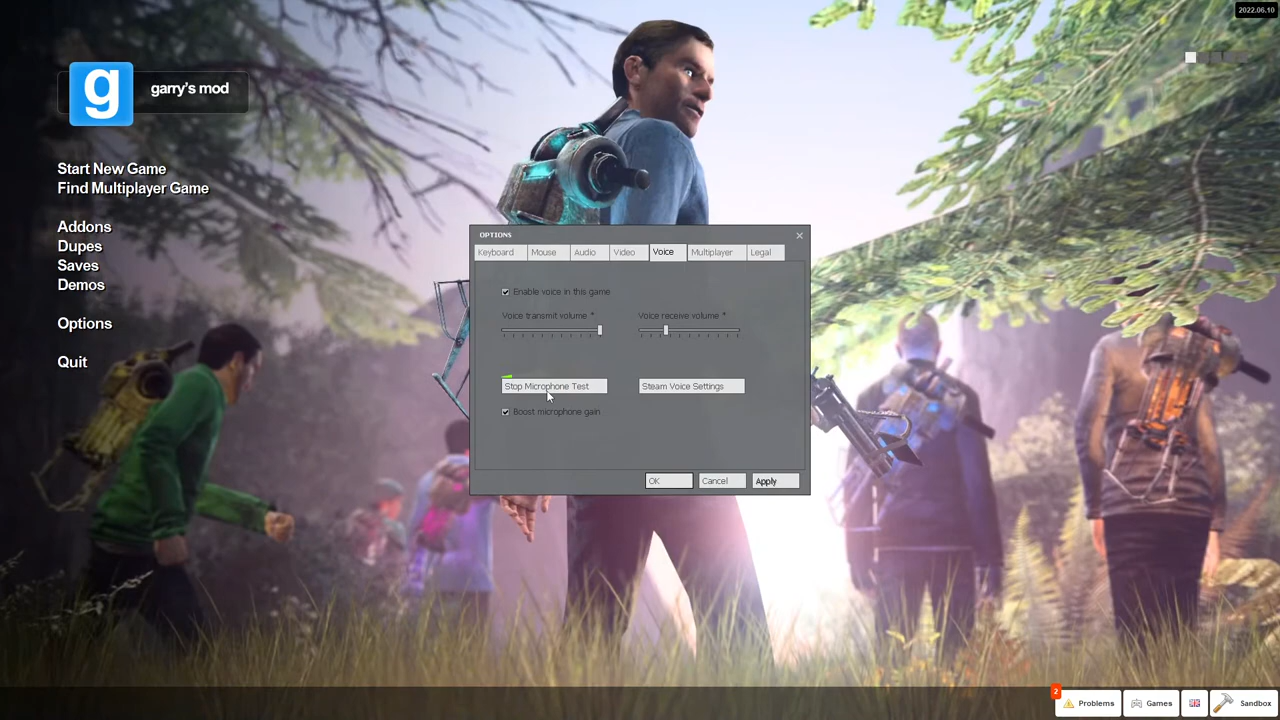 2022.06.10
g
garry's mod
Start New Game
Find Multiplayer Game
Addons
Dupes
Saves
Demos
Options
Quit
OPTIONS
Keyboard Mouse Audio Video Voice Multiplayer Legal
Enable voice in this game
Voice transmit volume * Voice receive volume *
Stop Microphone Test Steam Voice Settings
Boost microphone gain
OK Cancel Apply
2
Problems Games Sandbox